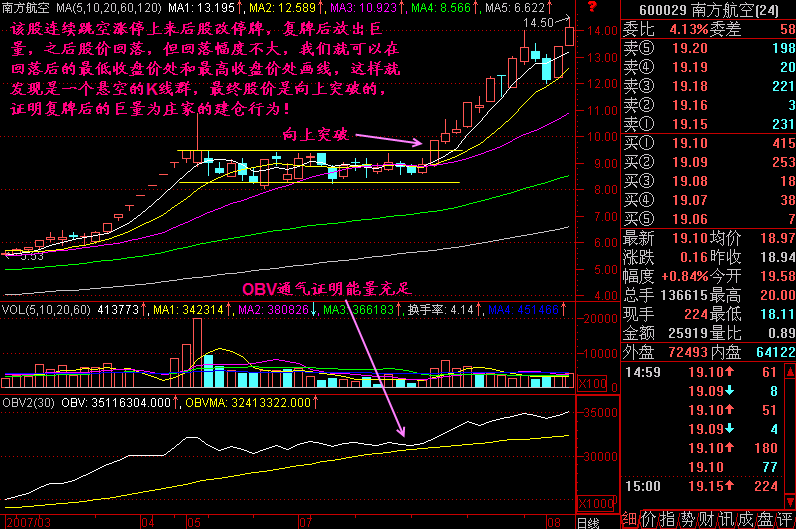 南方航空 MA(5,10,20,60,120) MA1: 13.195↑, MA2: 12.589↑, MA3: 10.923↑, MA4: 8.566↑, MA5: 6.622↑
14.50
该股连续跳空涨停上来后股改停牌，复牌后放出巨
量，之后股价回落，但回落幅度不大，我们就可以在
回落后的最低收盘价处和最高收盘价处画线，这样就
发现是一个悬空的K线群，最终股价是向上突破的，
证明复牌后的巨量为庄家的建仓行为！
向上突破
5.53
14.00
13.00
12.00
11.00
10.00
9.00
8.00
7.00
6.00
5.00
4.00
OBV通气证明能量充足
VOL(5,10,20,60) 413773↑, MA1: 342314↑, MA2: 380826↓, MA3: 366183↑, 换手率: 4.14↑, MA4: 451466↑
20000
10000
X100
OBV2(30) OBV: 35116304.000↑, OBVMA: 32413322.000↑
35000
30000
X1000
2007/03
04
05
07
08
日线
?
600029 南方航空(24)
委比 4.13% 委差 58
卖⑤ 19.20 198
卖④ 19.19 20
卖③ 19.18 221
卖② 19.16 3
卖① 19.15 231
买① 19.10 415
买② 19.09 253
买③ 19.08 18
买④ 19.07 38
买⑤ 19.06 7
最新 19.10 均价 18.97
涨跌 0.16 昨收 18.94
幅度 +0.84% 今开 19.58
总手 136615 最高 20.00
现手 224 最低 18.11
金额 25919 量比 0.89
外盘 72493 内盘 64122
14:59 19.10↑ 61
19.09↓ 8
19.10↑ 51
19.09↓ 4
19.10↑ 180
19.10 77
15:00 19.15↑ 224
细价指势财讯成盘评